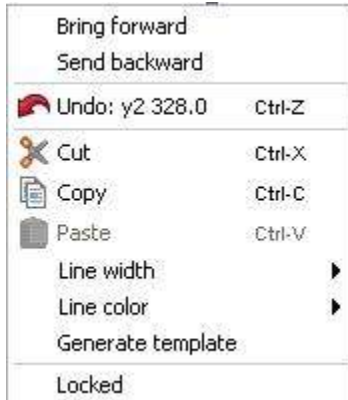 Bring forward
Send backward
Undo: y2 328.0 Ctrl-Z
Cut Ctrl-X
Copy Ctrl-C
Paste Ctrl-V
Line width
Line color
Generate template
Locked